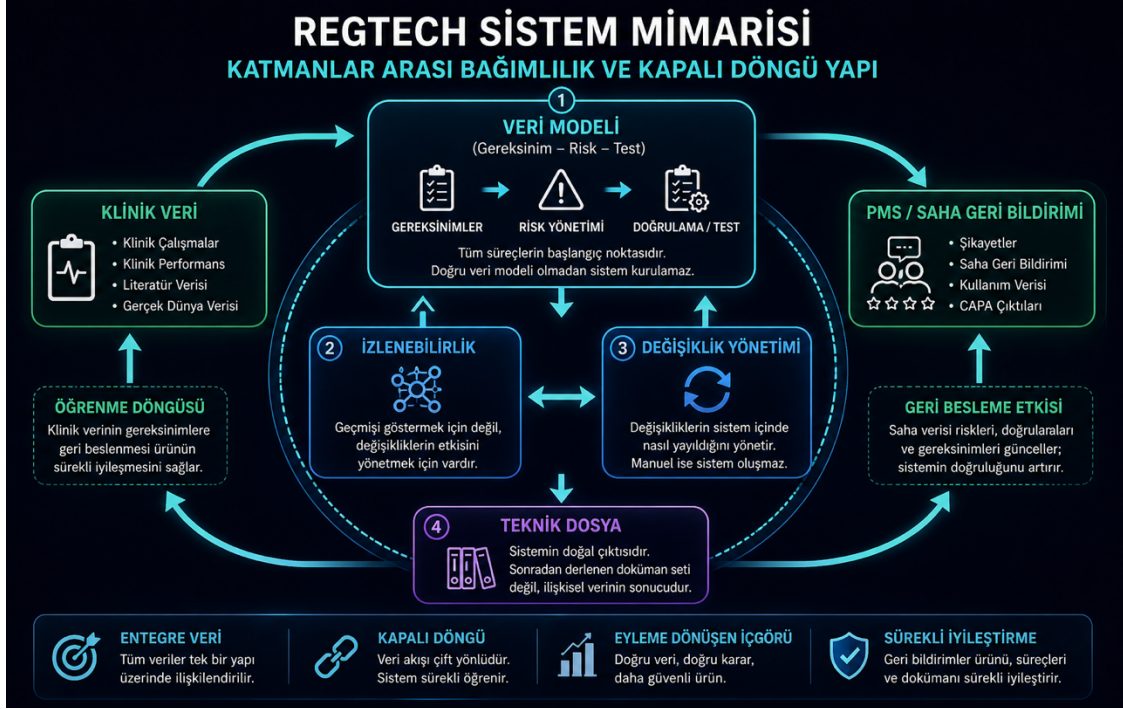 REGTECH SİSTEM MİMARİSİ
KATMANLAR ARASI BAĞIMLILIK VE KAPALI DÖNGÜ YAPI
1
VERİ MODELİ
(Gereksinim – Risk – Test)
GEREKSİNİMLER
RİSK YÖNETİMİ
DOĞRULAMA / TEST
Tüm süreçlerin başlangıç noktasıdır.
Doğru veri modeli olmadan sistem kurulamaz.
KLİNİK VERİ
• Klinik Çalışmalar
• Klinik Performans
• Literatür Verisi
• Gerçek Dünya Verisi
PMS / SAHA GERİ BİLDİRİMİ
• Şikayetler
• Saha Geri Bildirimi
• Kullanım Verisi
• CAPA Çıktıları
2 İZLENEBİLİRLİK
Geçmişi göstermek için değil,
değişikliklerin etkisini
yönetmek için vardır.
3 DEĞİŞİKLİK YÖNETİMİ
Değişikliklerin sistem içinde
nasıl yayıldığını yönetir.
Manuel ise sistem oluşmaz.
ÖĞRENME DÖNGÜSÜ
Klinik verinin gereksinimlere
geri beslenmesi ürünün
sürekli iyileşmesini sağlar.
GERİ BESLEME ETKİSİ
Saha verisi riskleri, doğrularaları
ve gereksinimleri günceller;
sistemin doğruluğunu artırır.
4 TEKNİK DOSYA
Sistemin doğal çıktısıdır.
Sonradan derlenen doküman seti
değil, ilişkisel verinin sonucudur.
ENTEGRE VERİ
Tüm veriler tek bir yapı
üzerinde ilişkilendirilir.
KAPALI DÖNGÜ
Veri akışı çift yönlüdür.
Sistem sürekli öğrenir.
EYLEME DÖNÜŞEN İÇGÖRÜ
Doğru veri, doğru karar,
daha güvenli ürün.
SÜREKLİ İYİLEŞTİRME
Geri bildirimler ürünü, süreçleri
ve dokümanı sürekli iyileştirir.